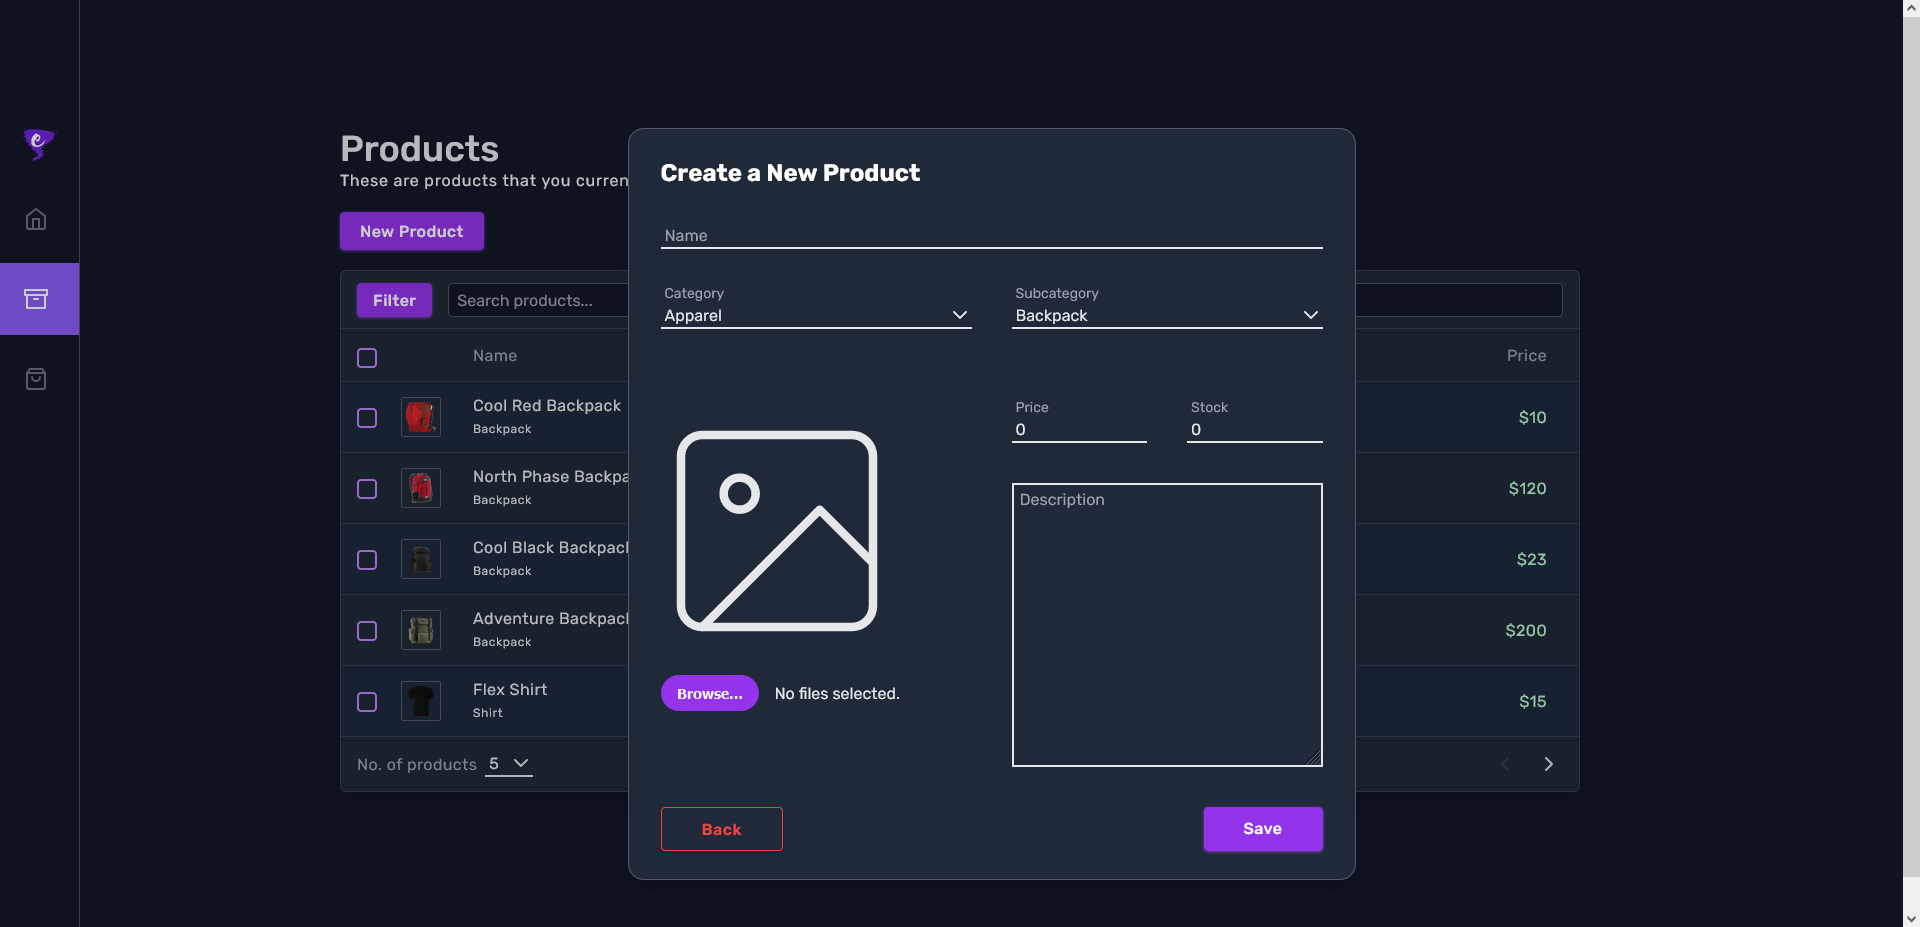 Products
These are products that you curren
New Product
Filter
Search products...
Name
Price
Cool Red Backpack
Backpack
$10
North Phase Backpa
Backpack
$120
Cool Black Backpac
Backpack
$23
Adventure Backpac
Backpack
$200
Flex Shirt
Shirt
$15
No. of products 5
Create a New Product
Name
Category
Apparel
Subcategory
Backpack
Price
0
Stock
0
Description
Browse...
No files selected.
Back
Save